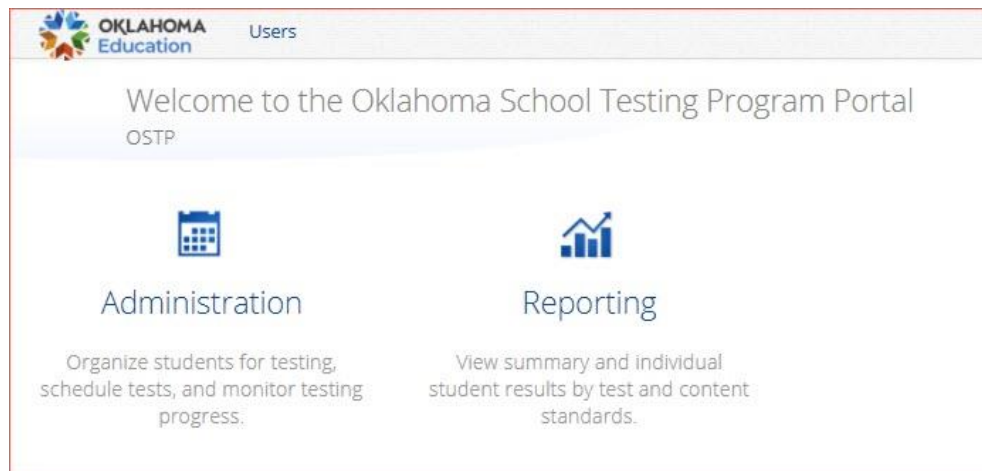 OKLAHOMA
Education
Users
Welcome to the Oklahoma School Testing Program Portal
OSTP
Administration
Organize students for testing,
schedule tests, and monitor testing
progress.
Reporting
View summary and individual
student results by test and content
standards.